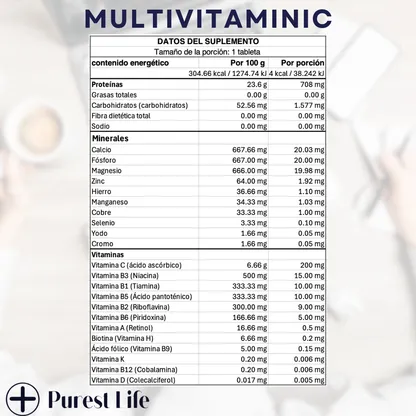 MULTIVITAMINIC
DATOS DEL SUPLEMENTO
Tamaño de la porción: 1 tableta
contenido energético Por 100 g Por porción
304.66 kcal / 1274.74 kJ 4 kcal / 38.242 kJ
Proteínas 23.6 g 708 mg
Grasas totales 0.00 g 0.00 g
Carbohidratos (carbohidratos) 52.56 mg 1.577 mg
Fibra dietética total 0.00 mg 0.00 mg
Sodio 0.00 mg 0.00 mg
Minerales
Calcio 667.66 mg 20.03 mg
Fósforo 667.00 mg 20.00 mg
Magnesio 666.00 mg 19.98 mg
Zinc 64.00 mg 1.92 mg
Hierro 36.66 mg 1.10 mg
Manganeso 34.33 mg 1.03 mg
Cobre 33.33 mg 1.00 mg
Selenio 3.33 mg 0.10 mg
Yodo 1.66 mg 0.05 mg
Cromo 1.66 mg 0.05 mg
Vitaminas
Vitamina C (ácido ascórbico) 6.66 g 200 mg
Vitamina B3 (Niacina) 500 mg 15.00 mg
Vitamina B1 (Tiamina) 333.33 mg 10.00 mg
Vitamina B5 (Ácido pantoténico) 333.33 mg 10.00 mg
Vitamina B2 (Riboflavina) 300.00 mg 9.00 mg
Vitamina B6 (Piridoxina) 166.66 mg 5.00 mg
Vitamina A (Retinol) 16.66 mg 0.5 mg
Biotina (Vitamina H) 6.66 mg 0.2 mg
Ácido fólico (Vitamina B9) 5.00 mg 0.15 mg
Vitamina K 0.20 mg 0.006 mg
Vitamina B12 (Cobalamina) 0.20 mg 0.006 mg
Vitamina D (Colecalciferol) 0.017 mg 0.005 mg
Purest Life